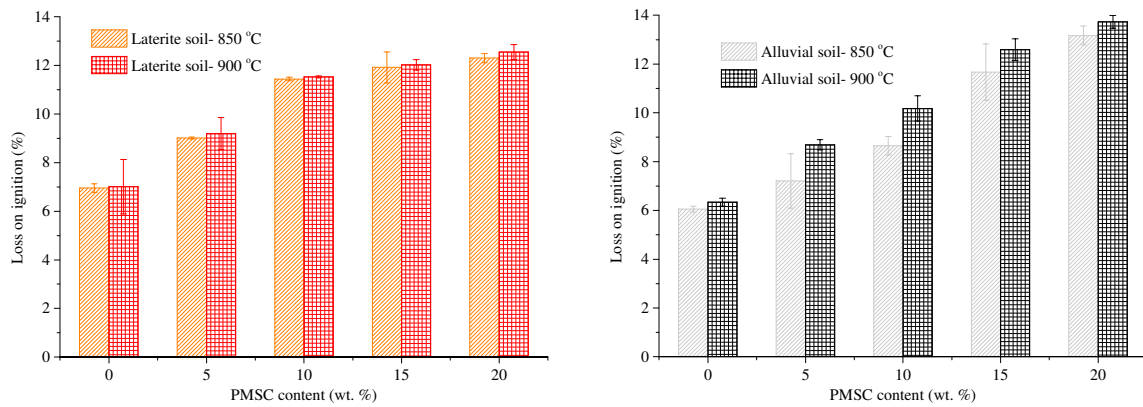 14
12
10
8
6
4
2
0
Loss on ignition (%)
Laterite soil- 850 °C
Laterite soil- 900 °C
0 5 10 15 20
PMSC content (wt. %)
14
12
10
8
6
4
2
0
Loss on ignition (%)
Alluvial soil- 850 °C
Alluvial soil- 900 °C
0 5 10 15 20
PMSC content (wt. %)